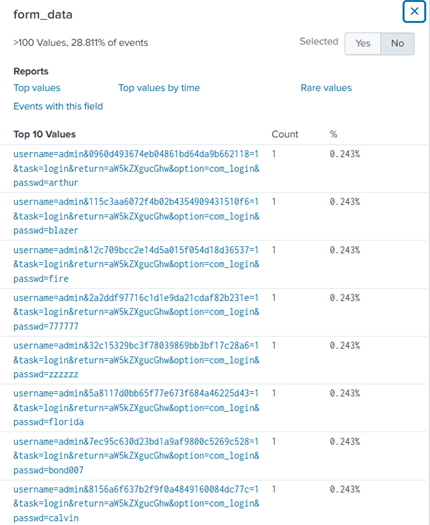 form_data
>100 Values, 28.811% of events
Selected Yes No
Reports
Top values Top values by time Rare values
Events with this field
Top 10 Values Count %
username=admin&0960d493674eb04861bd64da9b662118=1 1 0.243%
&task=login&return=aW5kZXgucGhw&option=com_login&
passwd=arthur
username=admin&115c3aa6072f4b02b4354909431510f6=1 1 0.243%
&task=login&return=aW5kZXgucGhw&option=com_login&
passwd=blazer
username=admin&12c709bcc2e14d5a015f054d18d36537=1 1 0.243%
&task=login&return=aW5kZXgucGhw&option=com_login&
passwd=fire
username=admin&2a2ddf97716c1d1e9da21cdaf82b231e=1 1 0.243%
&task=login&return=aW5kZXgucGhw&option=com_login&
passwd=777777
username=admin&32c15329bc3f78039869bb3bf17c28a6=1 1 0.243%
&task=login&return=aW5kZXgucGhw&option=com_login&
passwd=zzzzzz
username=admin&5a8117d0bb65f77e673f684a46225d43=1 1 0.243%
&task=login&return=aW5kZXgucGhw&option=com_login&
passwd=florida
username=admin&7ec95c630d23bd1a9af9800c5269c528=1 1 0.243%
&task=login&return=aW5kZXgucGhw&option=com_login&
passwd=bond007
username=admin&8156a6f637b2f9f0a4849160084dc77c=1 1 0.243%
&task=login&return=aW5kZXgucGhw&option=com_login&
passwd=calvin